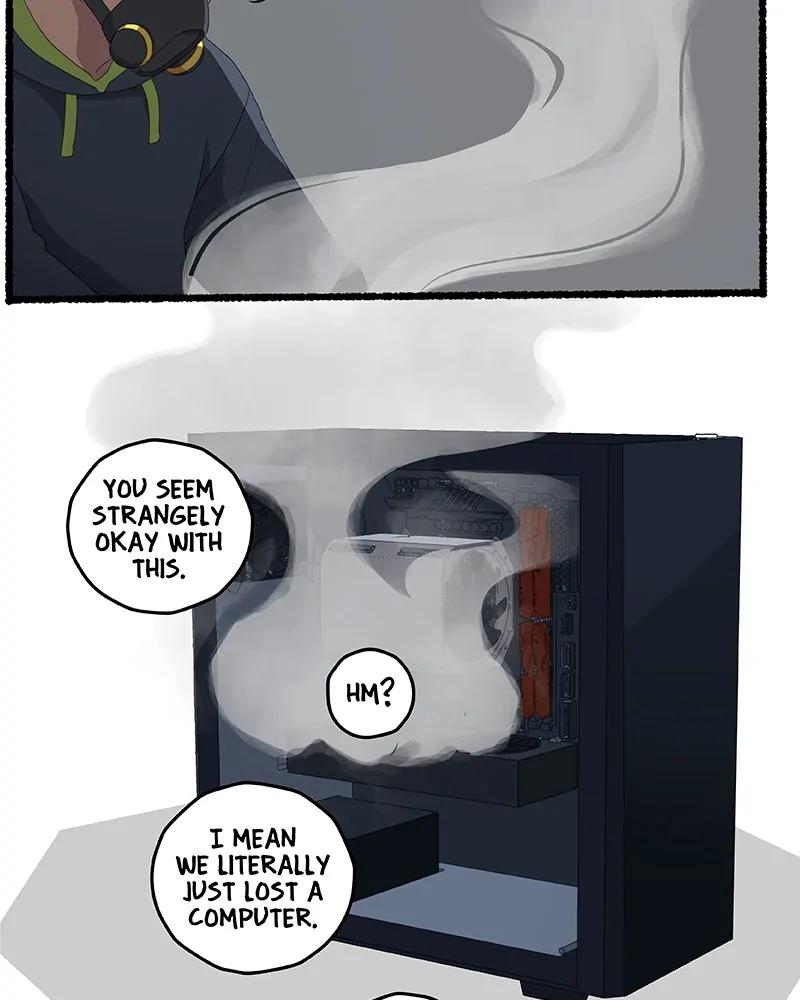 YOU SEEM
STRANGELY
OKAY WITH
THIS.
HM?
I MEAN
WE LITERALLY
JUST LOST A
COMPUTER.